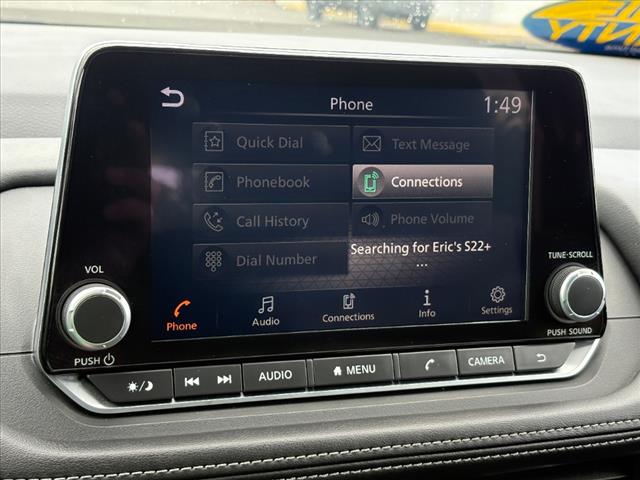 Phone 1:49
Quick Dial Text Message
Phonebook Connections
Call History Phone Volume
Dial Number Searching for Eric's S22+
...
VOL
TUNE·SCROLL
Phone Audio Connections Info Settings
PUSH
PUSH SOUND
AUDIO MENU CAMERA